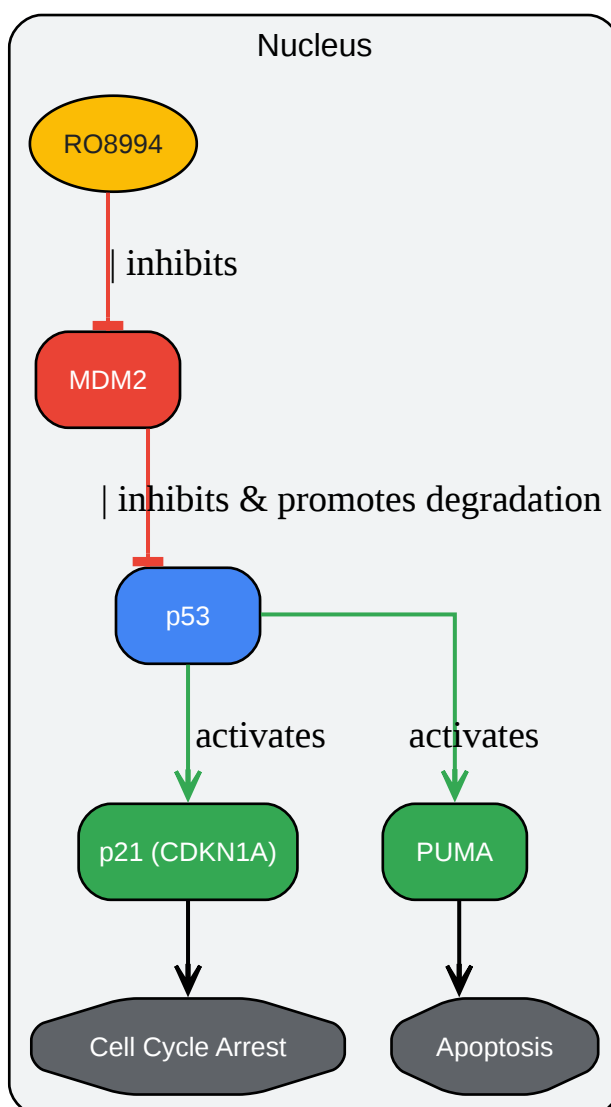 Nucleus
RO8994
| inhibits
MDM2
| inhibits & promotes degradation
p53
activates
activates
p21 (CDKN1A)
PUMA
Cell Cycle Arrest
Apoptosis